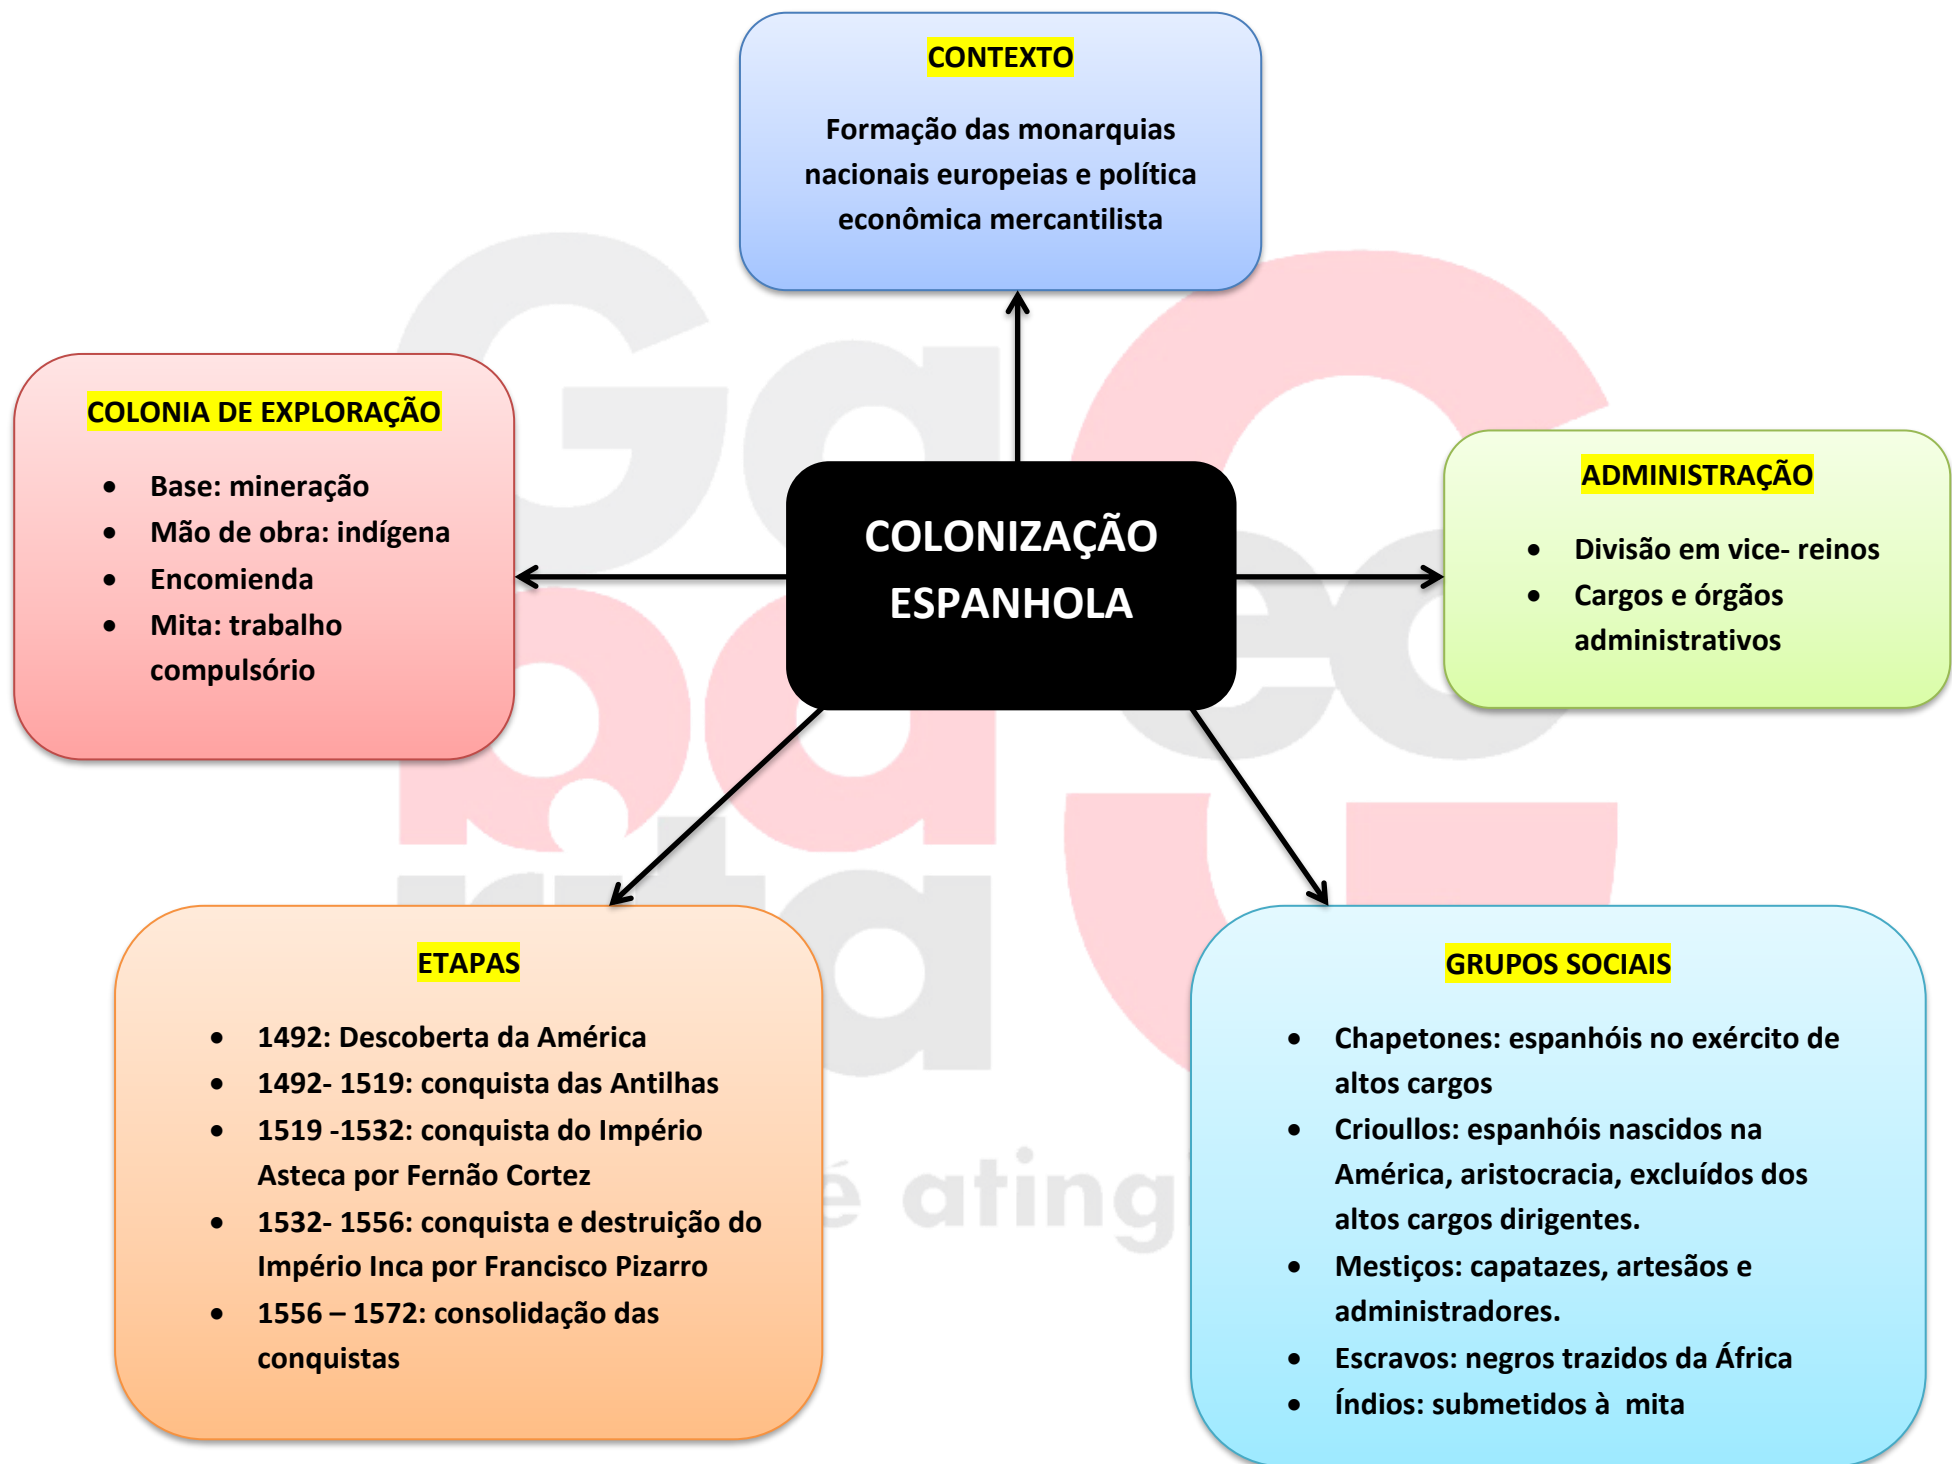 CONTEXTO
Formação das monarquias
nacionais europeias e política
econômica mercantilista
COLONIA DE EXPLORAÇÃO
• Base: mineração
• Mão de obra: indígena
• Encomienda
• Mita: trabalho
compulsório
COLONIZAÇÃO
ESPANHOLA
ADMINISTRAÇÃO
• Divisão em vice- reinos
• Cargos e órgãos
administrativos
ETAPAS
• 1492: Descoberta da América
• 1492- 1519: conquista das Antilhas
• 1519 -1532: conquista do Império
Asteca por Fernão Cortez
• 1532- 1556: conquista e destruição do
Império Inca por Francisco Pizarro
• 1556 – 1572: consolidação das
conquistas
GRUPOS SOCIAIS
• Chapetones: espanhóis no exército de
altos cargos
• Crioullos: espanhóis nascidos na
América, aristocracia, excluídos dos
altos cargos dirigentes.
• Mestiços: capatazes, artesãos e
administradores.
• Escravos: negros trazidos da África
• Índios: submetidos à  mita
Ga
ba
rita
é ating